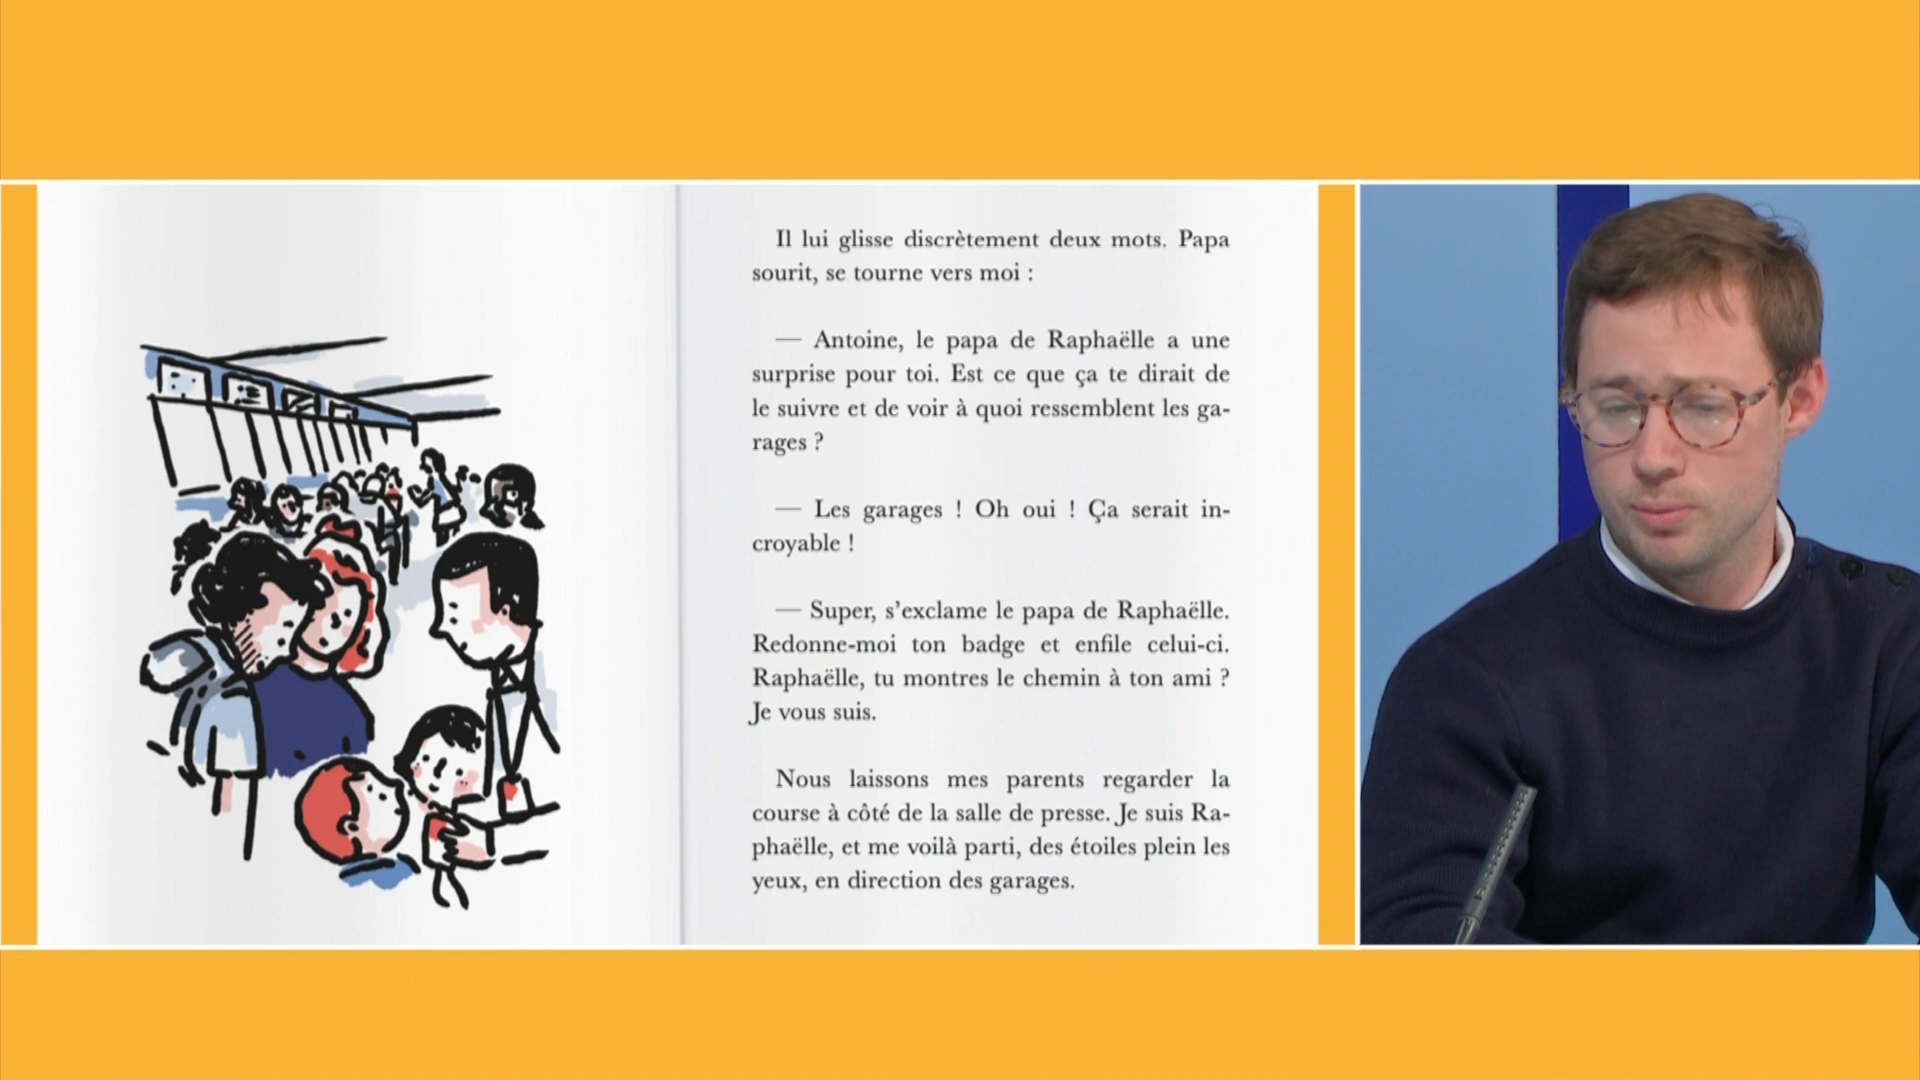 Il lui glisse discrètement deux mots. Papa
sourit, se tourne vers moi :
— Antoine, le papa de Raphaëlle a une
surprise pour toi. Est ce que ça te dirait de
le suivre et de voir à quoi ressemblent les ga-
rages ?
— Les garages ! Oh oui ! Ça serait in-
croyable !
— Super, s’exclame le papa de Raphaëlle.
Redonne-moi ton badge et enfile celui-ci.
Raphaëlle, tu montres le chemin à ton ami ?
Je vous suis.
Nous laissons mes parents regarder la
course à côté de la salle de presse. Je suis Ra-
phaëlle, et me voilà parti, des étoiles plein les
yeux, en direction des garages.